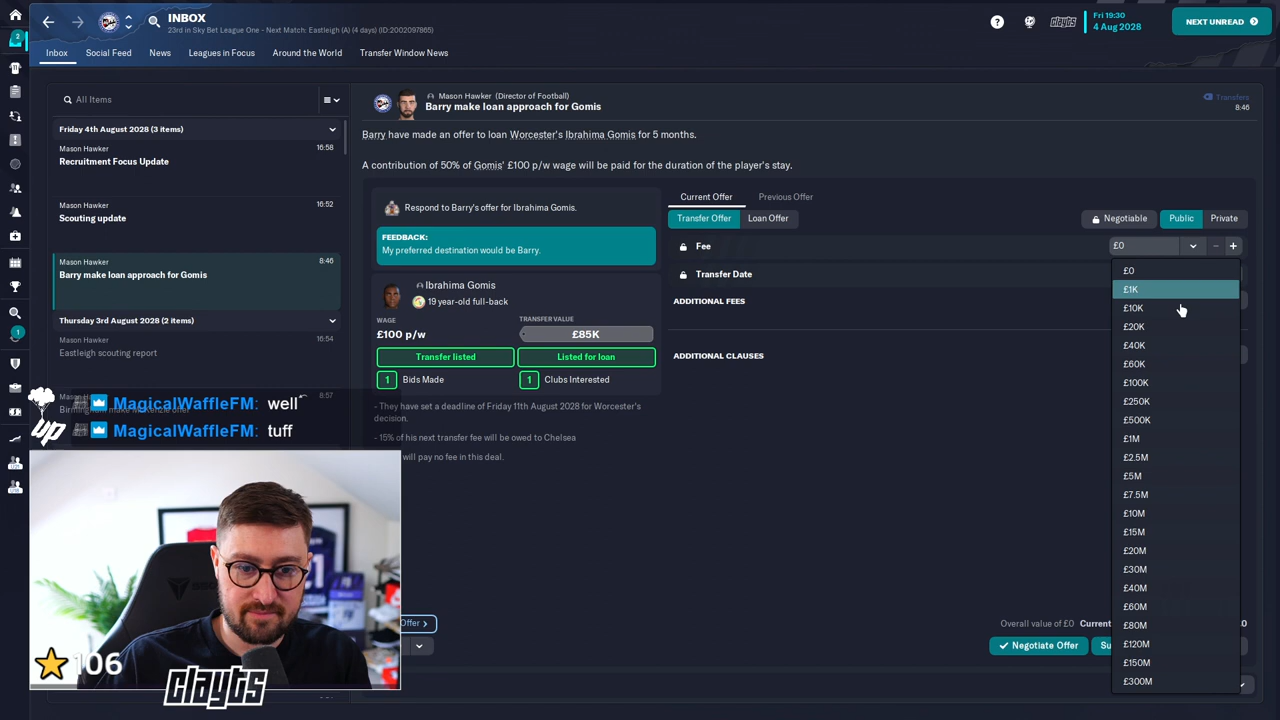 INBOX
23rd in Sky Bet League One - Next Match: Eastleigh (A) (4 days) (ID:2002097865)
2
clayts
Fri 19:30
4 Aug 2028
NEXT UNREAD
Inbox
Social Feed
News
Leagues in Focus
Around the World
Transfer Window News
All Items
Friday 4th August 2028 (3 items)
Mason Hawker
16:58
Recruitment Focus Update
Mason Hawker
16:52
Scouting update
Mason Hawker
8:46
Barry make loan approach for Gomis
Thursday 3rd August 2028 (2 items)
Mason Hawker
16:54
Eastleigh scouting report
8:57
1
Mason Hawker (Director of Football)
Barry make loan approach for Gomis
Transfers
8:46
Barry have made an offer to loan Worcester's Ibrahima Gomis for 5 months.
A contribution of 50% of Gomis' £100 p/w wage will be paid for the duration of the player's stay.
Respond to Barry's offer for Ibrahima Gomis.
FEEDBACK:
My preferred destination would be Barry.
Ibrahima Gomis
19 year-old full-back
WAGE
£100 p/w
TRANSFER VALUE
£85K
Transfer listed
Listed for loan
1 Bids Made
1 Clubs Interested
- They have set a deadline of Friday 11th August 2028 for Worcester's
decision.
- 15% of his next transfer fee will be owed to Chelsea
will pay no fee in this deal.
Current Offer
Previous Offer
Transfer Offer
Loan Offer
Negotiable
Public
Private
Fee
£0
Transfer Date
ADDITIONAL FEES
ADDITIONAL CLAUSES
£0
£1K
£10K
£20K
£40K
£60K
£100K
£250K
£500K
£1M
£2.5M
£5M
£7.5M
£10M
£15M
£20M
£30M
£40M
£60M
£80M
£120M
£150M
£300M
Offer
Overall value of £0
Negotiate Offer
MagicalWaffleFM: well
MagicalWaffleFM: tuff
up
106
clayts